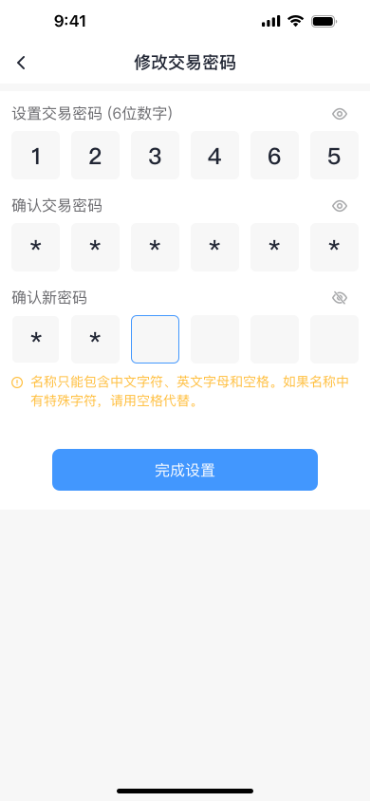 9:41
修改交易密码
设置交易密码 (6位数字)
1 2 3 4 6 5
确认交易密码
* * * * * *
确认新密码
* *
名称只能包含中文字符、英文字母和空格。如果名称中
有特殊字符，请用空格代替。
完成设置